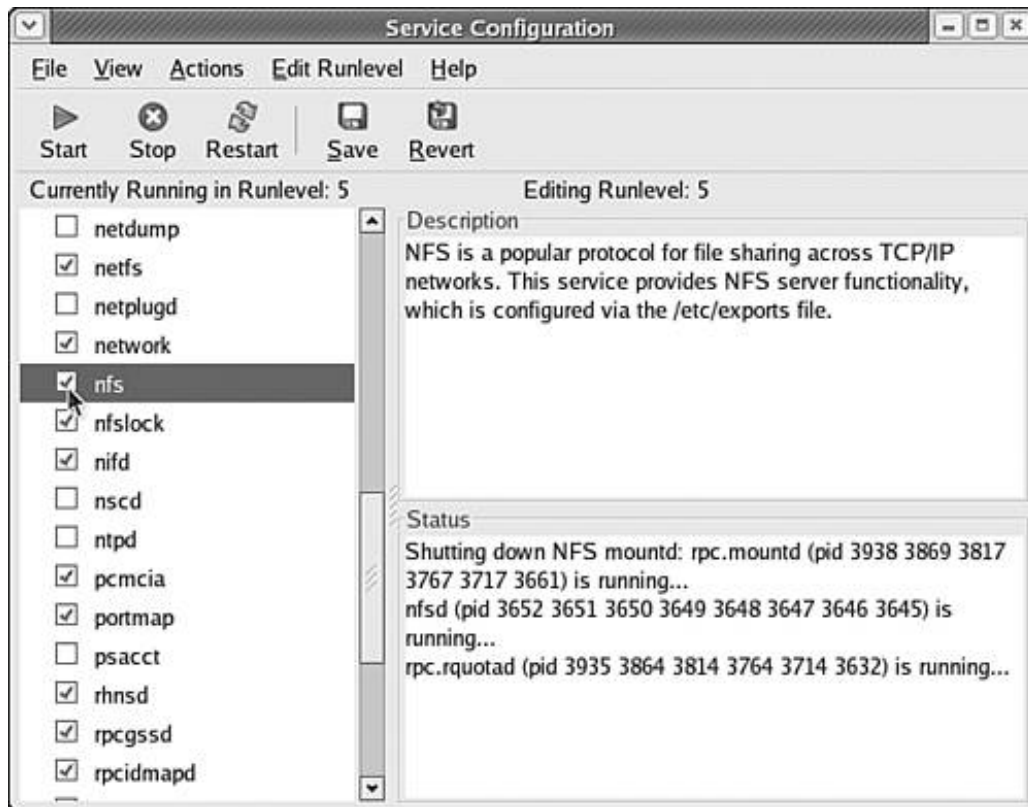 Service Configuration
File View Actions Edit Runlevel Help
Start Stop Restart Save Revert
Currently Running in Runlevel: 5
Editing Runlevel: 5
netdump
netfs
netplugd
network
nfs
nfslock
nifd
nscd
ntpd
pcmcia
portmap
psacct
rhnsd
rpcgssd
rpcidmapd
Description
NFS is a popular protocol for file sharing across TCP/IP
networks. This service provides NFS server functionality,
which is configured via the /etc/exports file.
Status
Shutting down NFS mountd: rpc.mountd (pid 3938 3869 3817
3767 3717 3661) is running...
nfsd (pid 3652 3651 3650 3649 3648 3647 3646 3645) is
running...
rpc.rquotad (pid 3935 3864 3814 3764 3714 3632) is running...